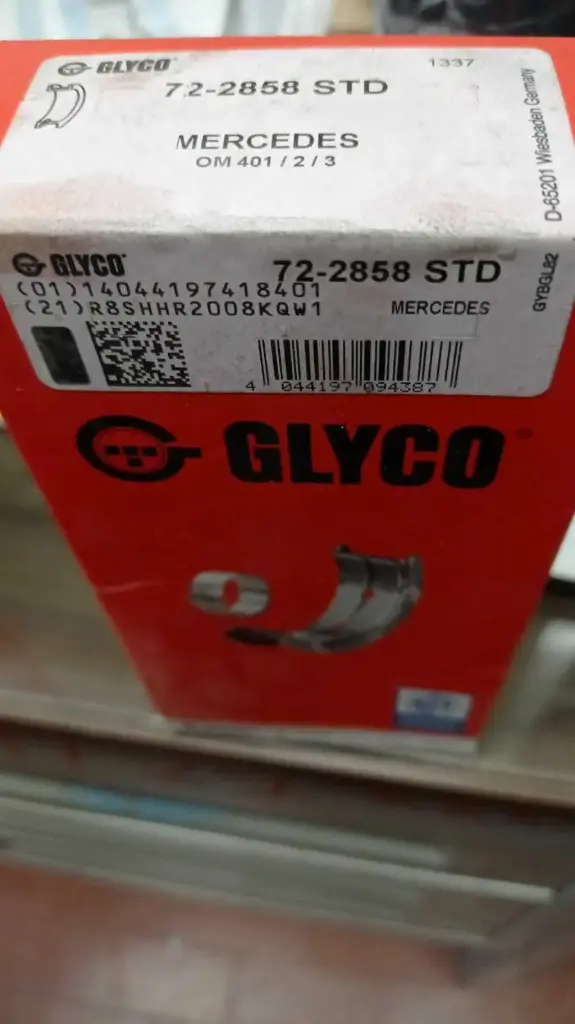 GLYCO
1337
72-2858 STD
MERCEDES
OM 401 / 2 / 3
D-65201 Wiesbaden Germany
GLYCO
72-2858 STD
(01)14044197418401
(21)R8SHHR2008KQW1
MERCEDES
GYBGL82
4 044197 094387
GLYCO